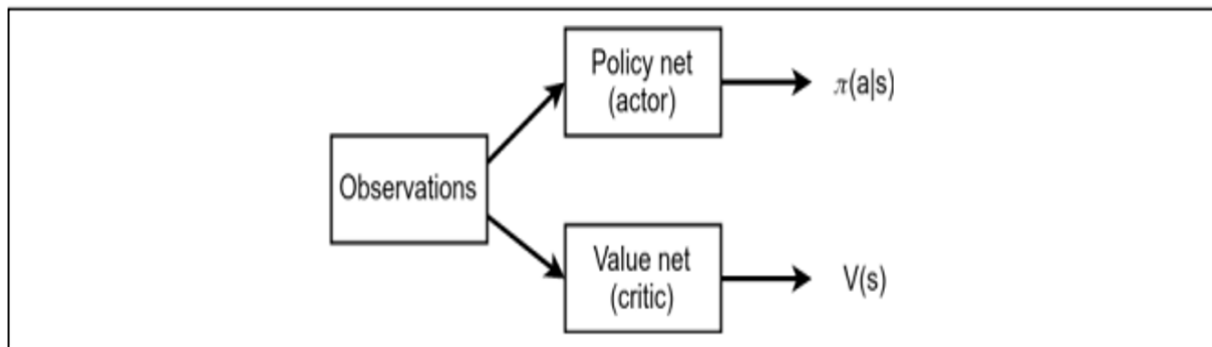 Policy net
(actor)
π(a|s)
Observations
Value net
(critic)
V(s)